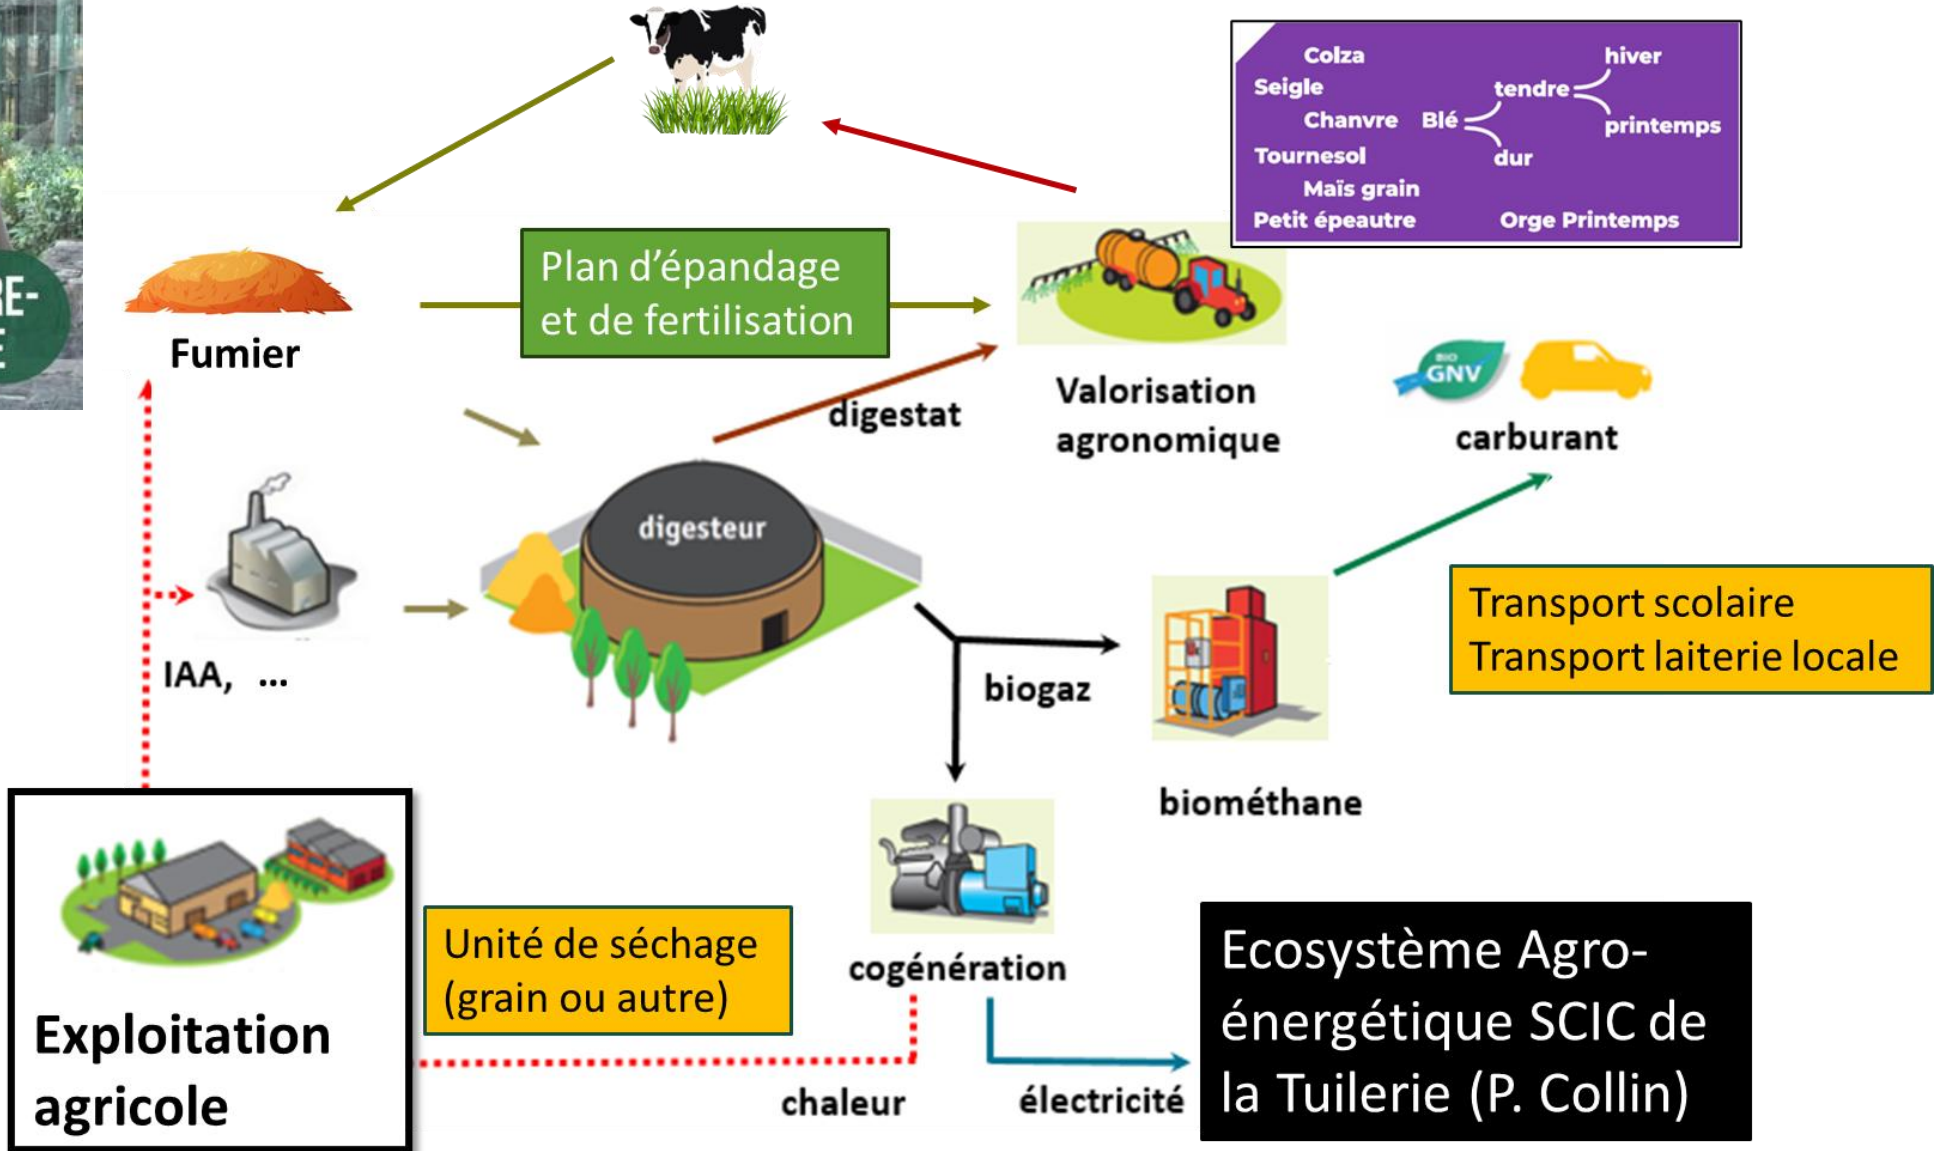 Colza
hiver
Seigle
tendre
Chanvre Blé
printemps
Tournesol
dur
Maïs grain
Petit épeautre Orge Printemps
RE-
E
Plan d’épandage
et de fertilisation
Fumier
BIO
GNV
Valorisation
agronomique
digestat
carburant
digesteur
Transport scolaire
Transport laiterie locale
IAA, ...
biogaz
biométhane
Unité de séchage
(grain ou autre)
cogénération
Ecosystème Agro-
énergétique SCIC de
la Tuilerie (P. Collin)
Exploitation
agricole
chaleur
électricité